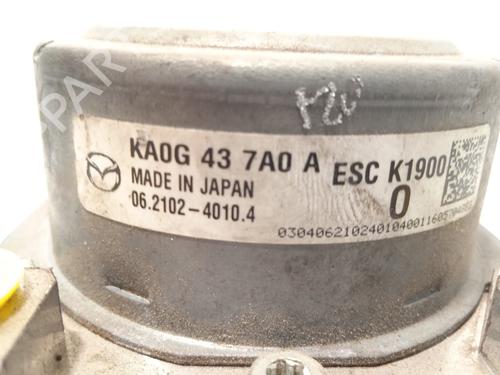 KA0G 43 7A0 A
ESC K1900
MADE IN JAPAN
0
06.2102-4010.4